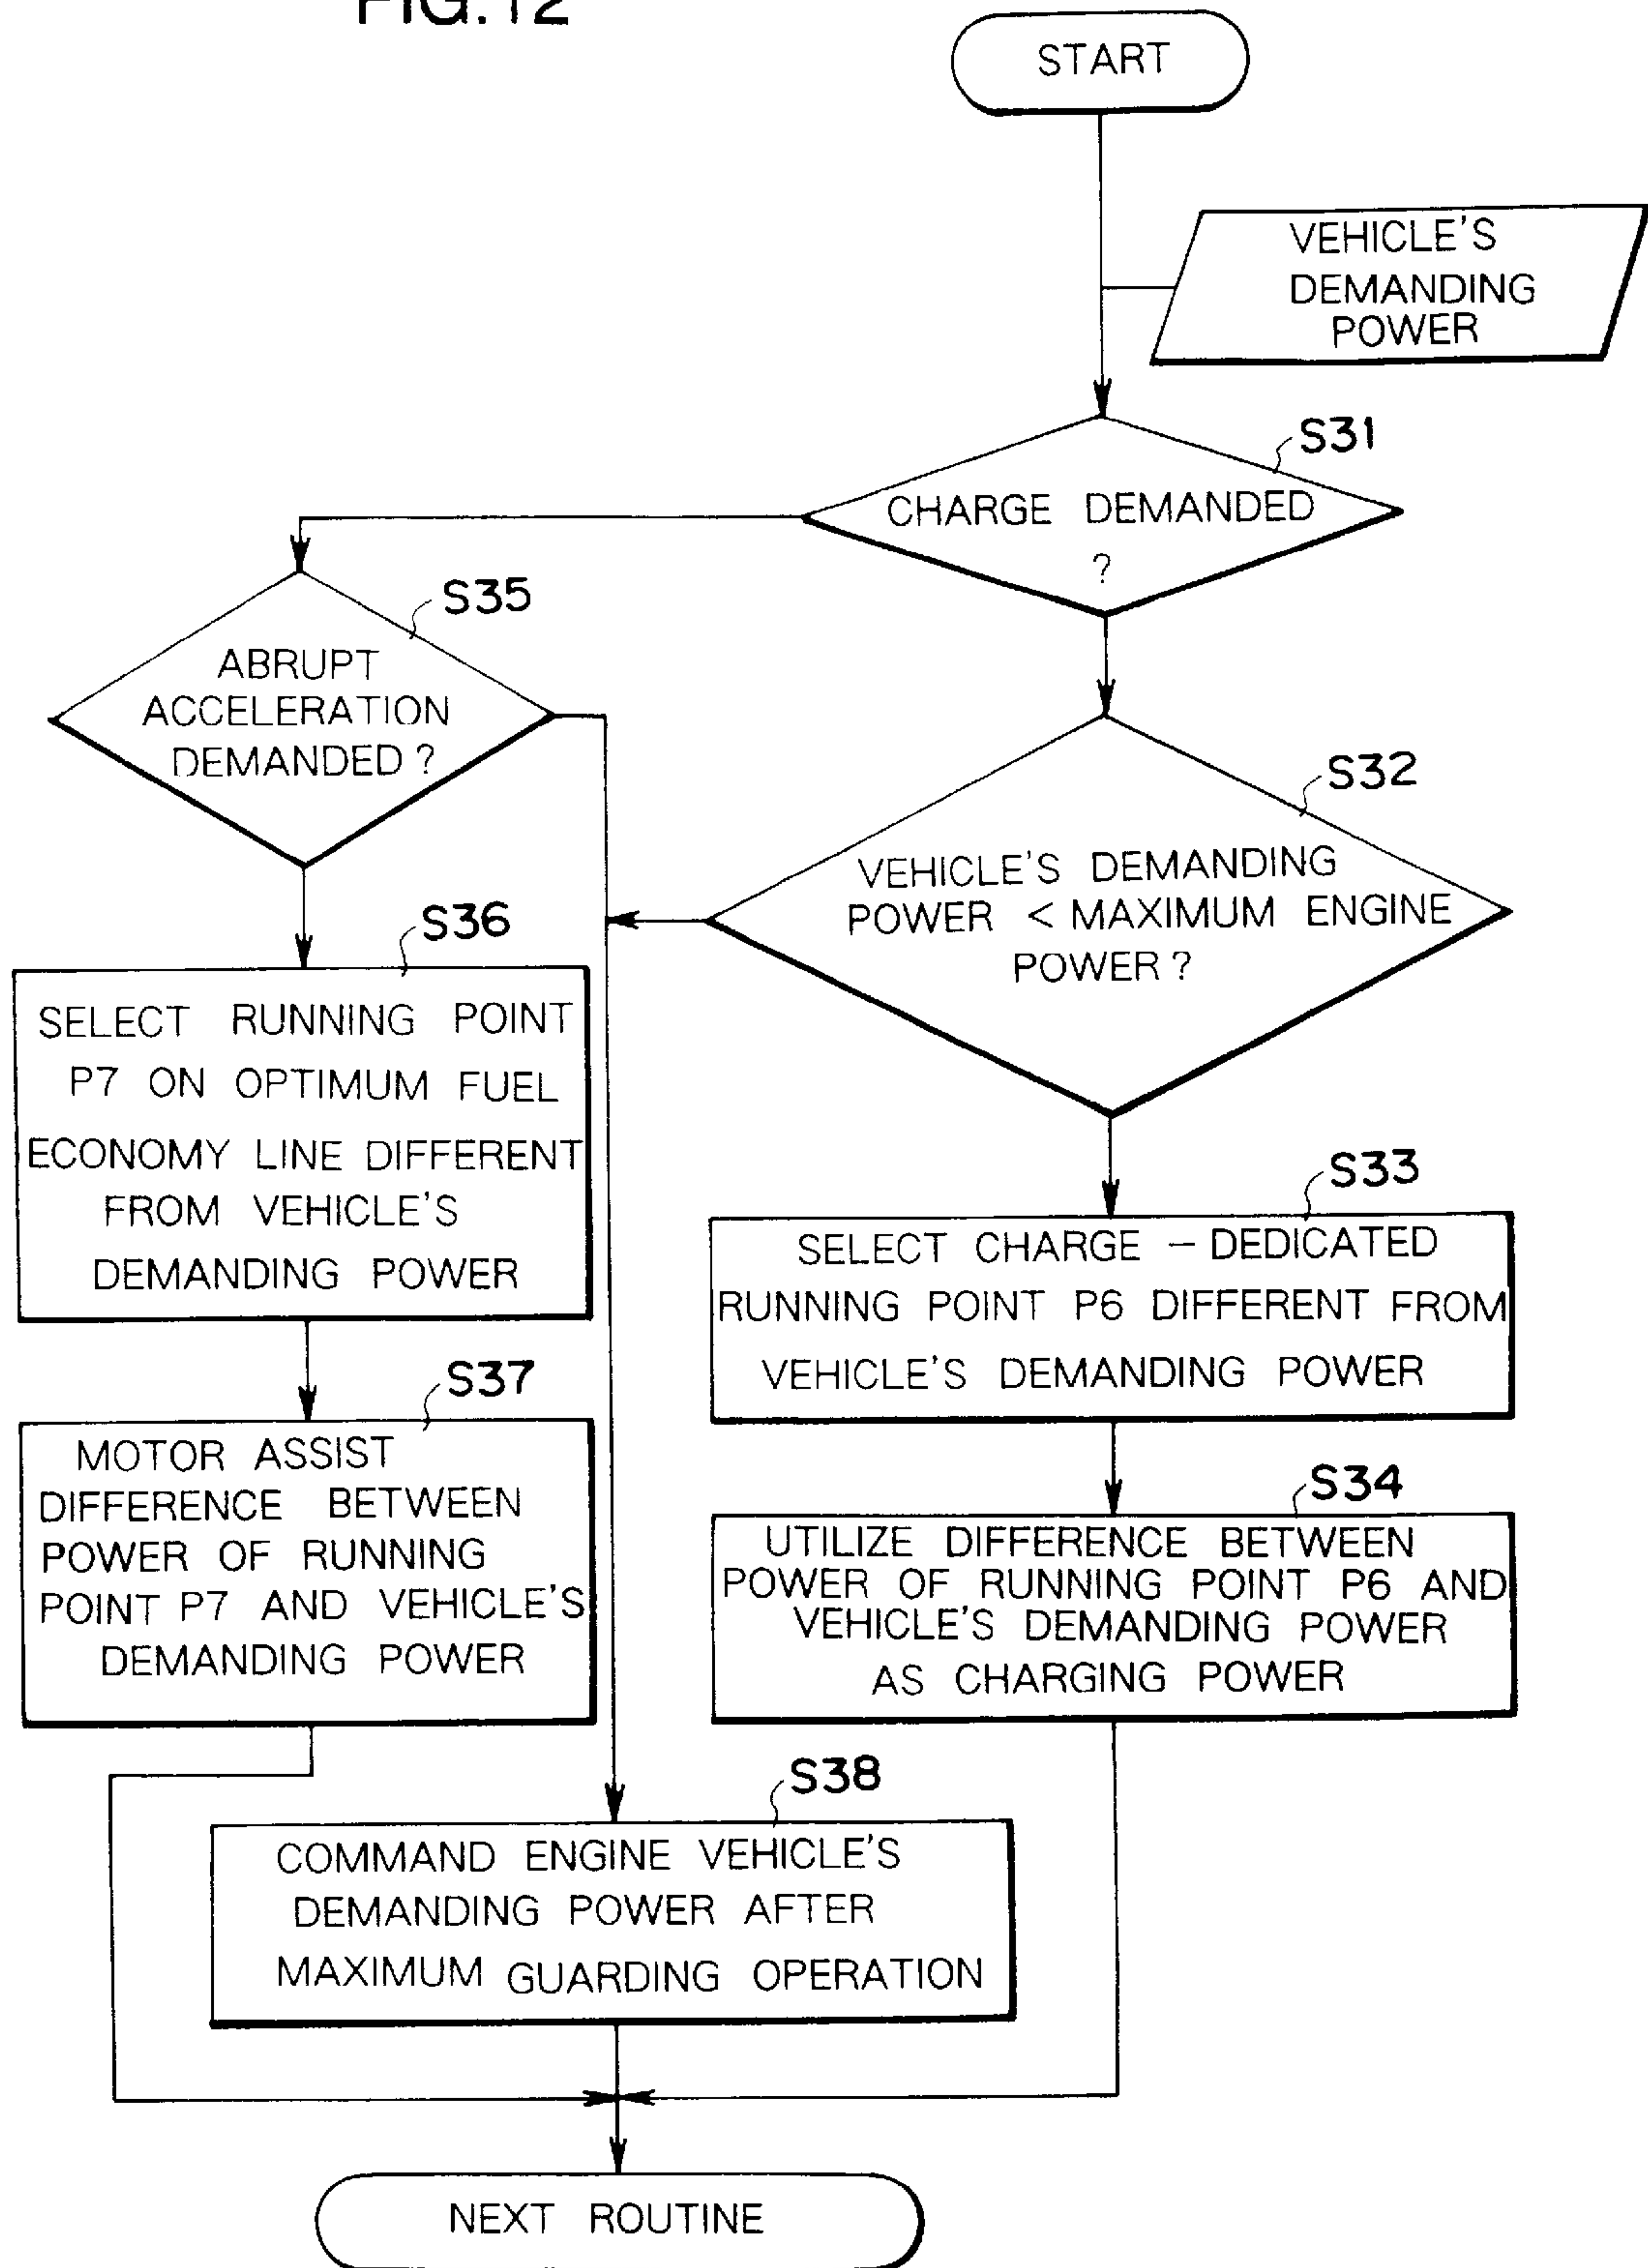 FIG.12
START
VEHICLE'S
DEMANDING
POWER
S31
CHARGE DEMANDED
?
S35
ABRUPT
ACCELERATION
DEMANDED?
S32
VEHICLE'S DEMANDING
POWER < MAXIMUM ENGINE
POWER?
S36
SELECT RUNNING POINT
P7 ON OPTIMUM FUEL
ECONOMY LINE DIFFERENT
FROM VEHICLE'S
DEMANDING POWER
S33
SELECT CHARGE – DEDICATED
RUNNING POINT P6 DIFFERENT FROM
VEHICLE'S DEMANDING POWER
S37
MOTOR ASSIST
DIFFERENCE BETWEEN
POWER OF RUNNING
POINT P7 AND VEHICLE'S
DEMANDING POWER
S34
UTILIZE DIFFERENCE BETWEEN
POWER OF RUNNING POINT P6 AND
VEHICLE'S DEMANDING POWER
AS CHARGING POWER
S38
COMMAND ENGINE VEHICLE'S
DEMANDING POWER AFTER
MAXIMUM GUARDING OPERATION
NEXT ROUTINE